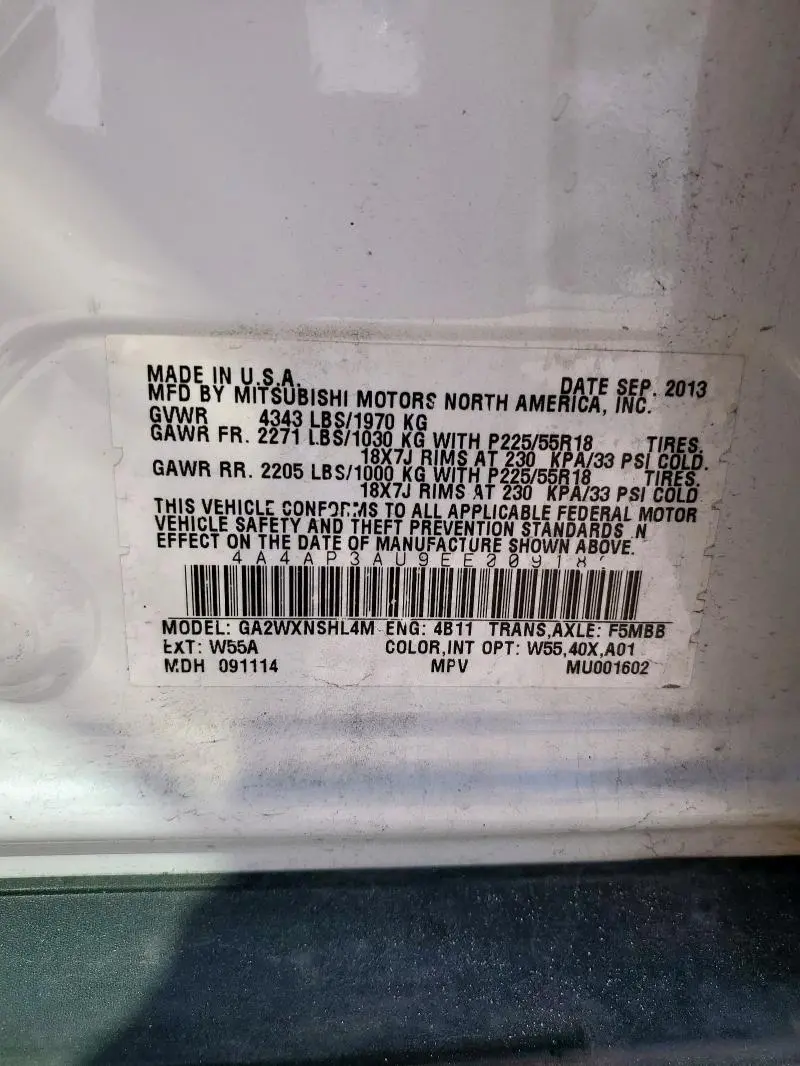 MADE IN U.S.A. DATE SEP. 2013
MFD BY MITSUBISHI MOTORS NORTH AMERICA, INC.
GVWR 4343 LBS/1970 KG
GAWR FR. 2271 LBS/1030 KG WITH P225/55R18 TIRES,
18X7J RIMS AT 230 KPA/33 PSI COLD.
GAWR RR. 2205 LBS/1000 KG WITH P225/55R18 TIRES,
18X7J RIMS AT 230 KPA/33 PSI COLD
THIS VEHICLE CONFORMS TO ALL APPLICABLE FEDERAL MOTOR
VEHICLE SAFETY AND THEFT PREVENTION STANDARDS IN
EFFECT ON THE DATE OF MANUFACTURE SHOWN ABOVE.
MODEL: GA2WXNSHL4M ENG: 4B11 TRANS,AXLE: F5MBB
EXT: W55A COLOR,INT OPT: W55,40X,A01
MDH 091114 MPV MU001602